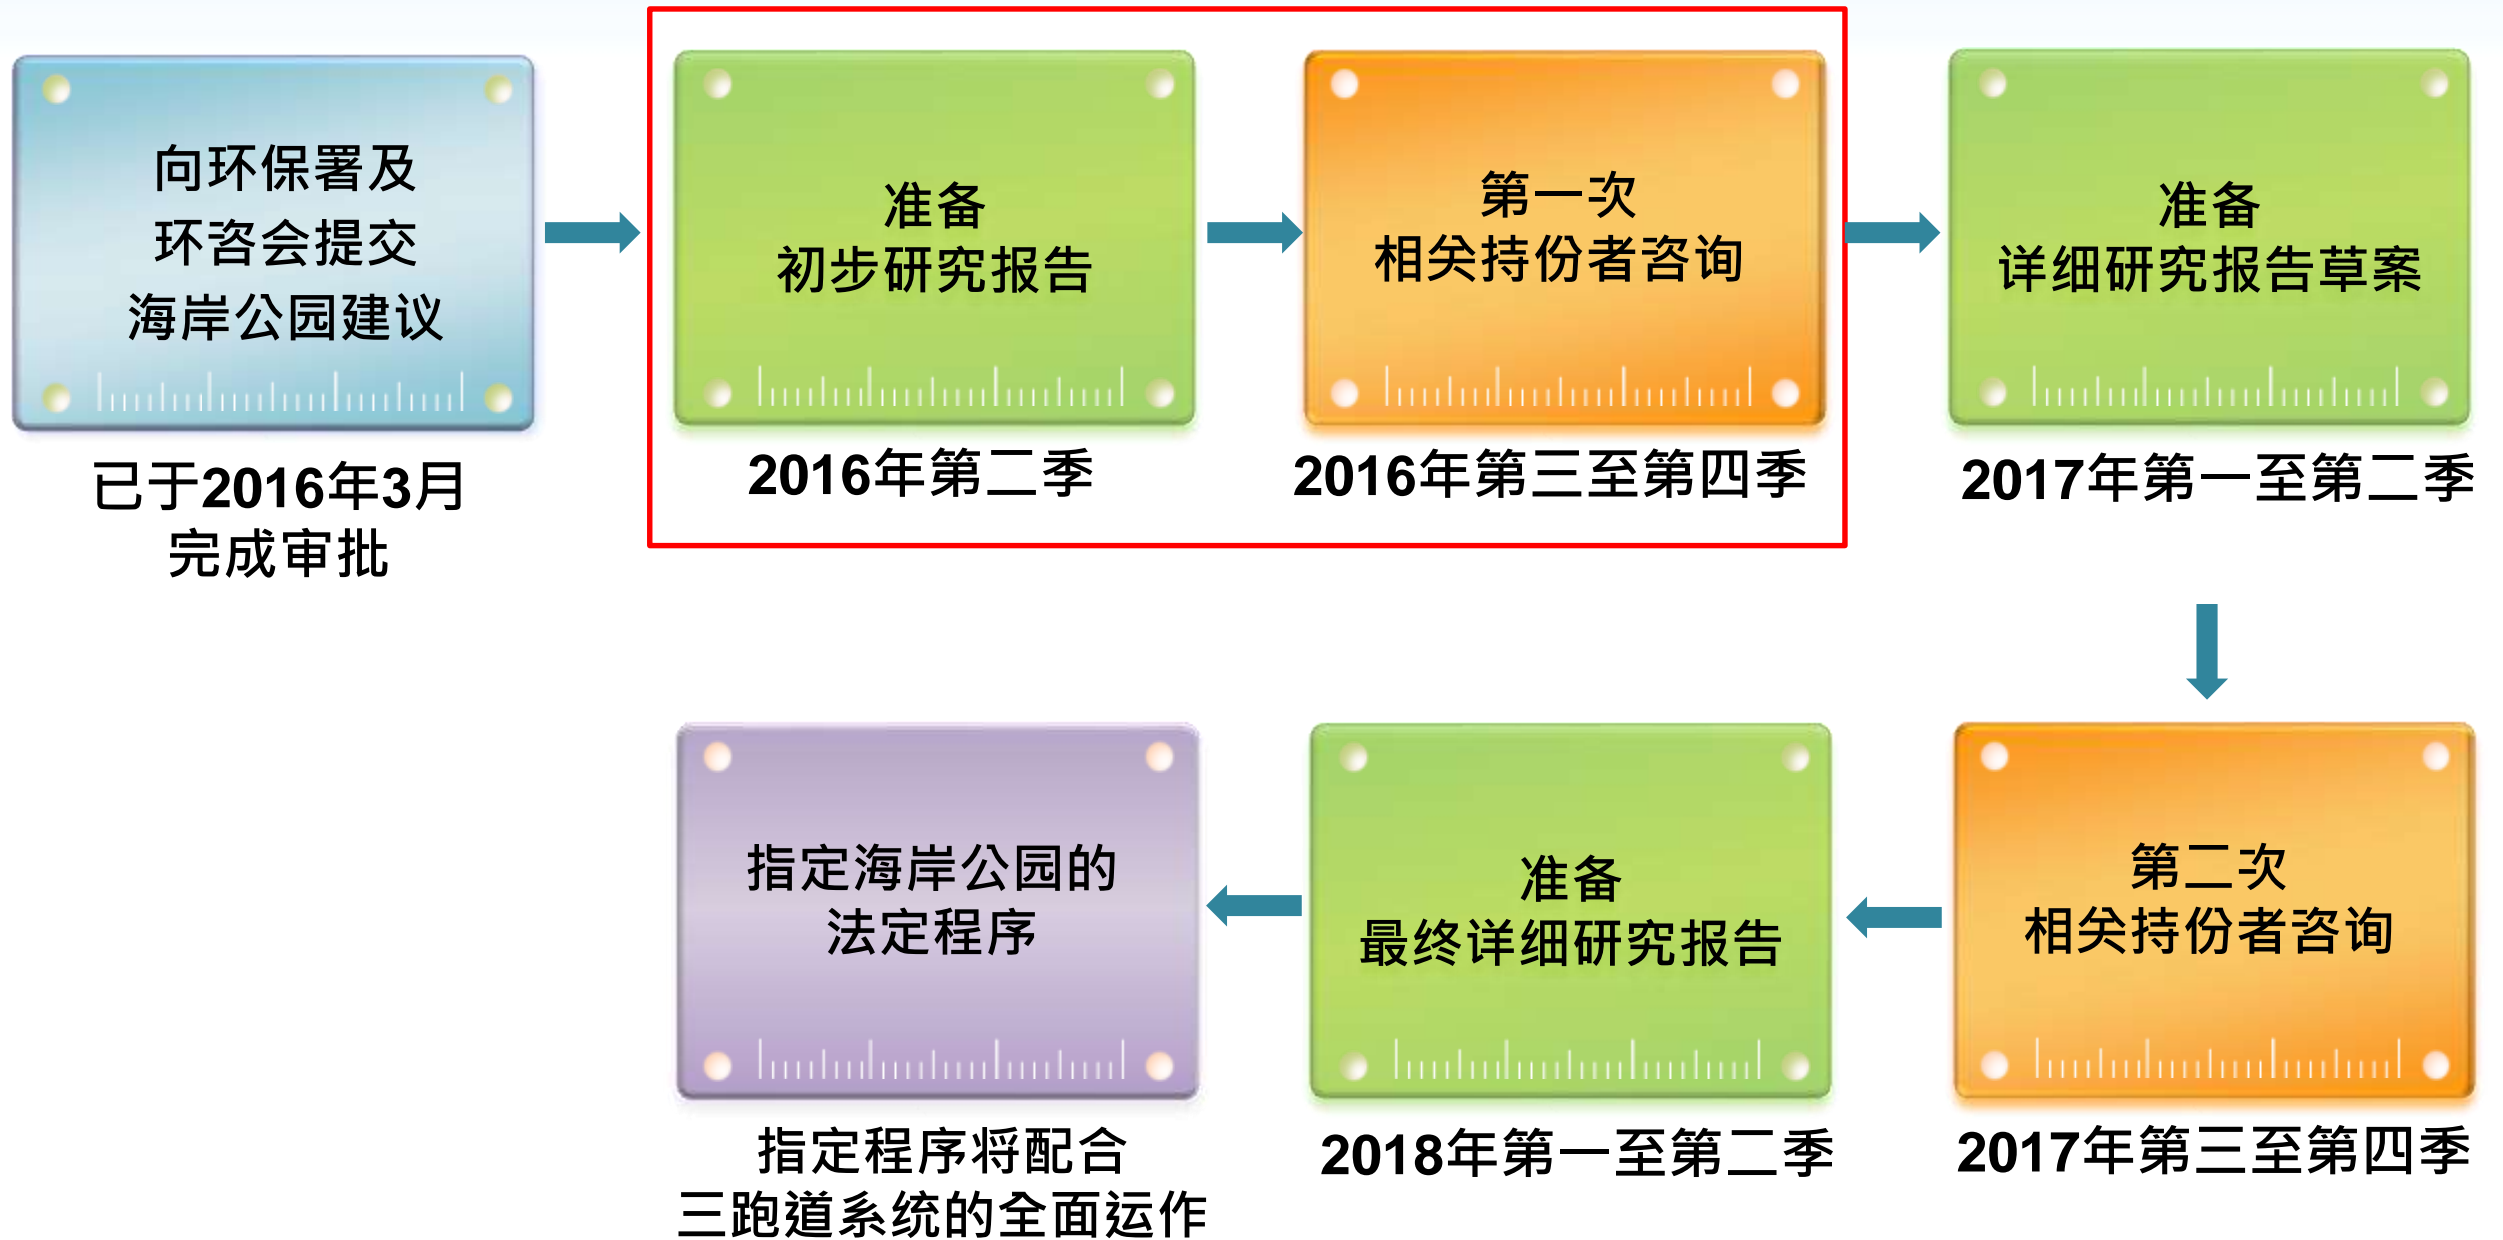 向环保署及
环咨会提交
海岸公园建议
已于2016年3月
完成审批
准备
初步研究报告
2016年第二季
第一次
相关持份者咨询
2016年第三至第四季
准备
详细研究报告草案
2017年第一至第二季
第二次
相关持份者咨询
2017年第三至第四季
准备
最终详细研究报告
2018年第一至第二季
指定海岸公园的
法定程序
指定程序将配合
三跑道系统的全面运作